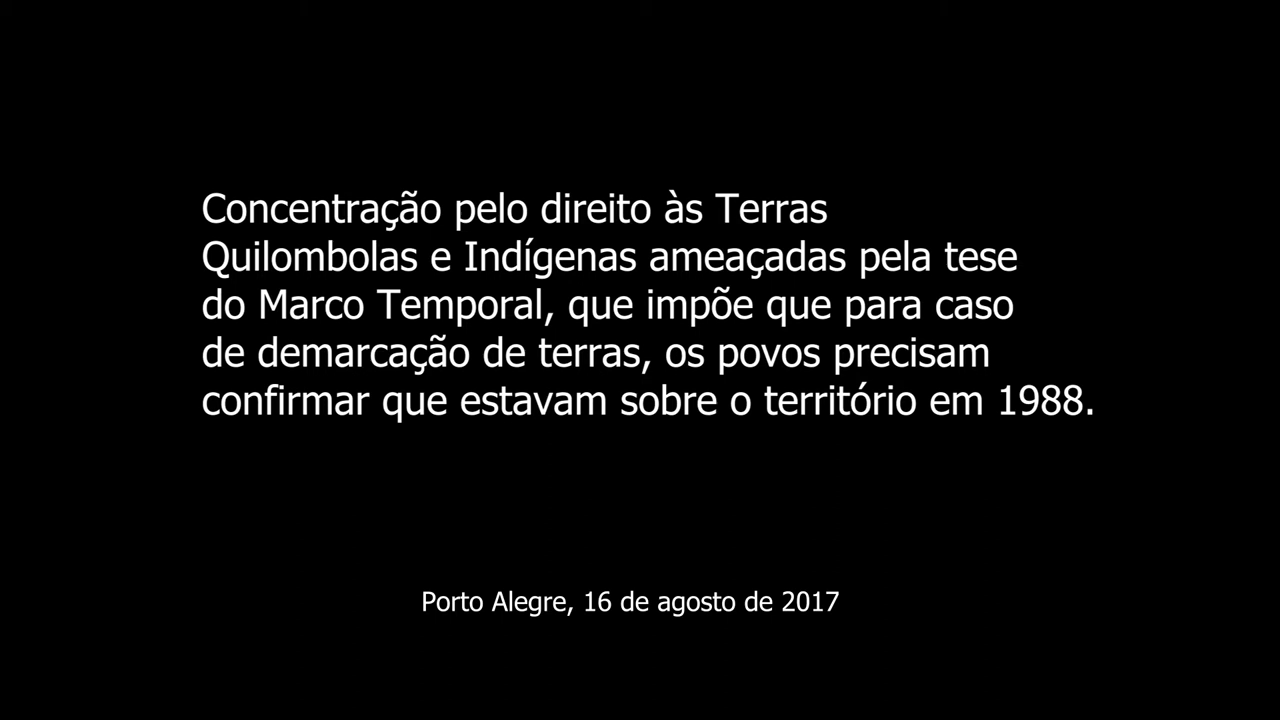 Concentração pelo direito às Terras
Quilombolas e Indígenas ameaçadas pela tese
do Marco Temporal, que impõe que para caso
de demarcação de terras, os povos precisam
confirmar que estavam sobre o território em 1988.
Porto Alegre, 16 de agosto de 2017